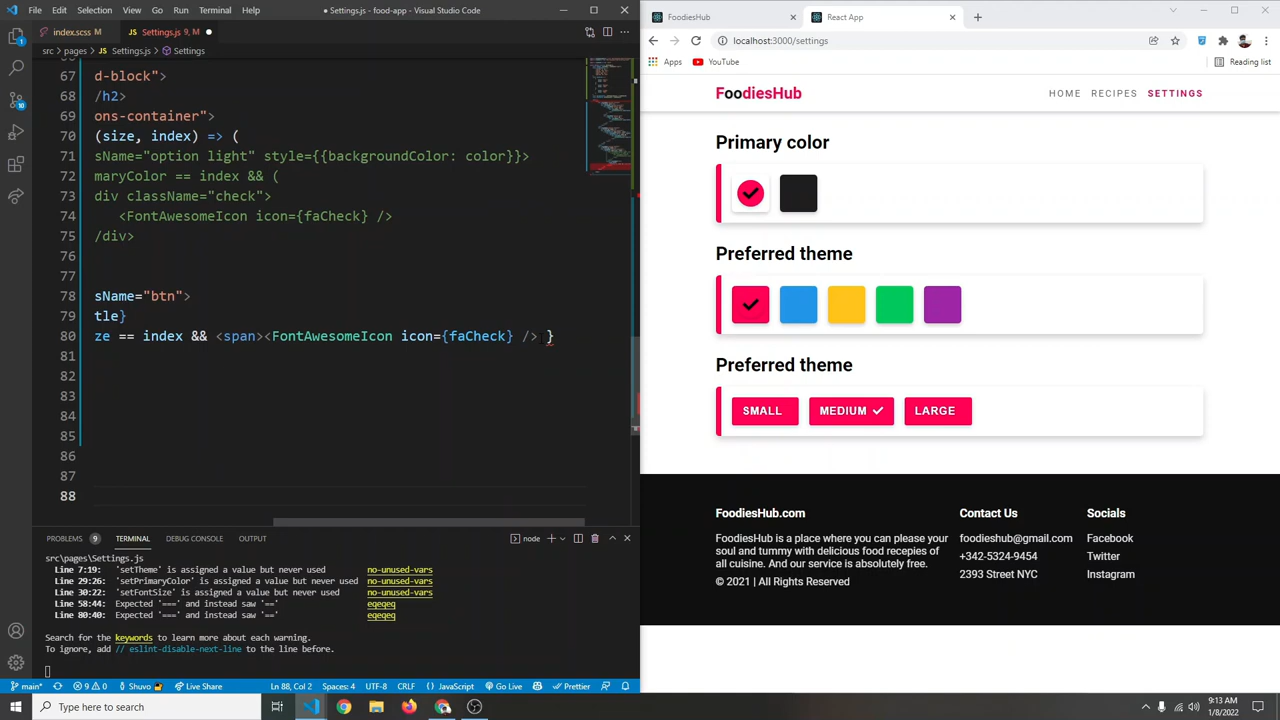 File Edit Selection View Go Run Terminal Help
● Settings.js - food-app - Visual Studio Code
index.scss M
Settings.js 9, M ●
src > pages > Settings.js > Settings
67 d-block">
68 /h2>
69 ons-container">
70 (size, index) => (
71 sName="option light" style={{backgroundColor: color}}>
72 maryColor == index && (
73 div className="check">
74 <FontAwesomeIcon icon={faCheck} />
75 /div>
76
77
78 sName="btn">
79 tle}
80 ze == index && <span><FontAwesomeIcon icon={faCheck} /> }
81
82
83
84
85
86
87
88
PROBLEMS 9 TERMINAL DEBUG CONSOLE OUTPUT
node
src\pages\Settings.js
Line 7:19: 'setTheme' is assigned a value but never used no-unused-vars
Line 29:26: 'setPrimaryColor' is assigned a value but never used no-unused-vars
Line 30:22: 'setFontSize' is assigned a value but never used no-unused-vars
Line 58:44: Expected '===' and instead saw '==' eqeqeq
Line 80:40: Expected '===' and instead saw '==' eqeqeq
Search for the keywords to learn more about each warning.
To ignore, add // eslint-disable-next-line to the line before.
main* 9 0 Shuvo Live Share Ln 88, Col 2 Spaces: 4 UTF-8 CRLF JavaScript Go Live Prettier
FoodiesHub
React App
localhost:3000/settings
Apps YouTube Reading list
FoodiesHub
HOME RECIPES SETTINGS
Primary color
Preferred theme
Preferred theme
SMALL MEDIUM LARGE
FoodiesHub.com
FoodiesHub is a place where you can please your
soul and tummy with delicious food recepies of
all cuisine. And our service is absolutely free.
© 2021 | All Rights Reserved
Contact Us
foodieshub@gmail.com
+342-5324-9454
2393 Street NYC
Socials
Facebook
Twitter
Instagram
Type here to search
9:13 AM
1/8/2022